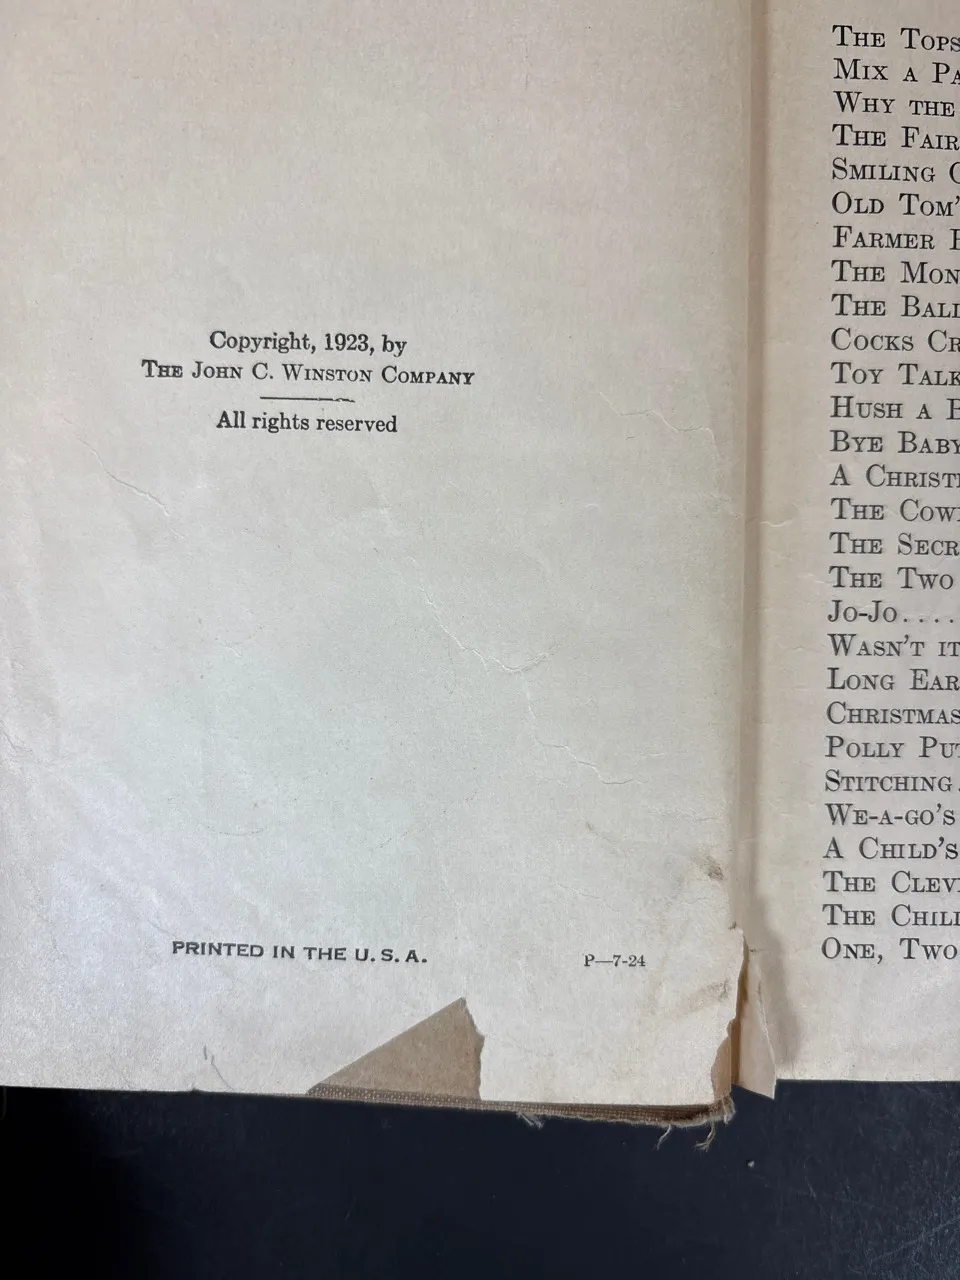 Copyright, 1923, by
THE JOHN C. WINSTON COMPANY
All rights reserved
PRINTED IN THE U. S. A.
P—7-24
THE TOPS
MIX A PA
WHY THE
THE FAIR
SMILING
OLD TOM'
FARMER
THE MON
THE BALL
COCKS CR
TOY TALK
HUSH A
BYE BABY
A CHRISTM
THE COW
THE SECR
THE TWO
JO-JO....
WASN'T IT
LONG EAR
CHRISTMAS
POLLY PUT
STITCHING.
WE-A-GO'S
A CHILD'S
THE CLEV
THE CHIL
ONE, TWO